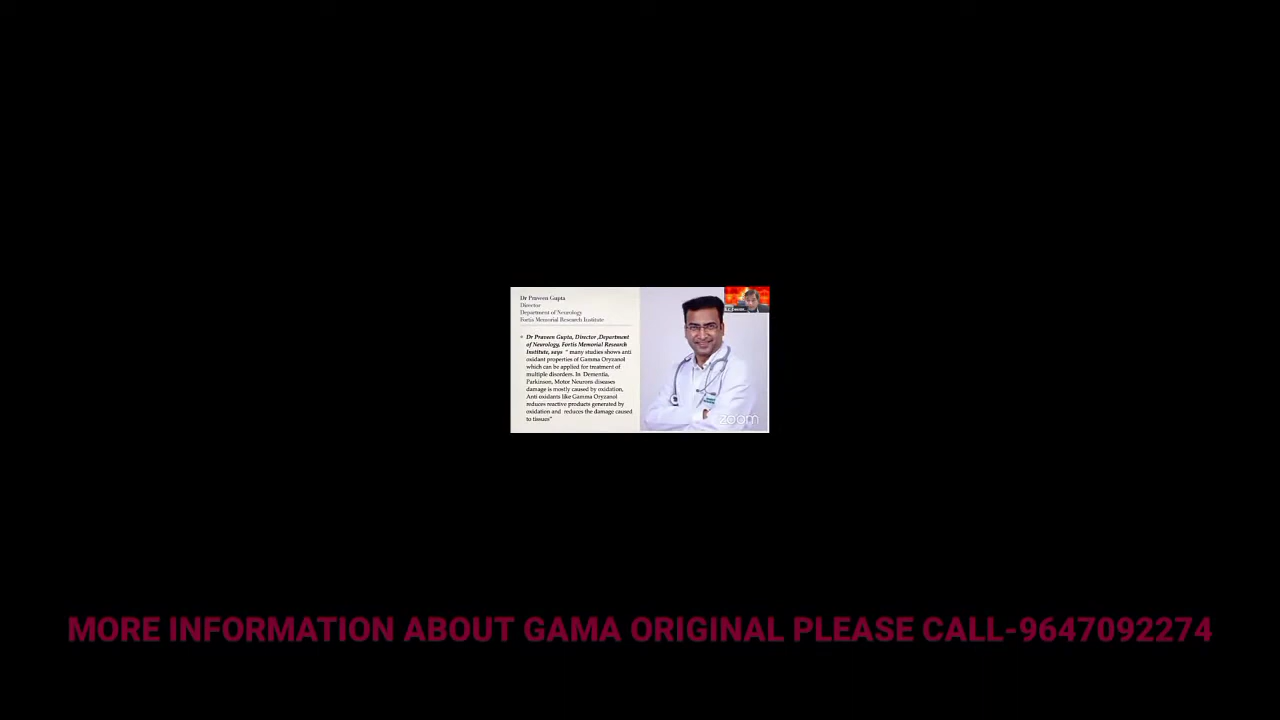 Dr Praveen Gupta
Director
Department of Neurology
Fortis Memorial Research Institute
Dr Praveen Gupta, Director ,Department
of Neurology, Fortis Memorial Research
Institute, says " many studies shows anti
oxidant properties of Gamma Oryzanol
which can be applied for treatment of
multiple disorders. In Dementia,
Parkinson, Motor Neurons diseases
damage is mostly caused by oxidation,
Anti oxidants like Gamma Oryzanol
reduces reactive products generated by
oxidation and reduces the damage caused
to tissues"
zoom
MORE INFORMATION ABOUT GAMA ORIGINAL PLEASE CALL-9647092274